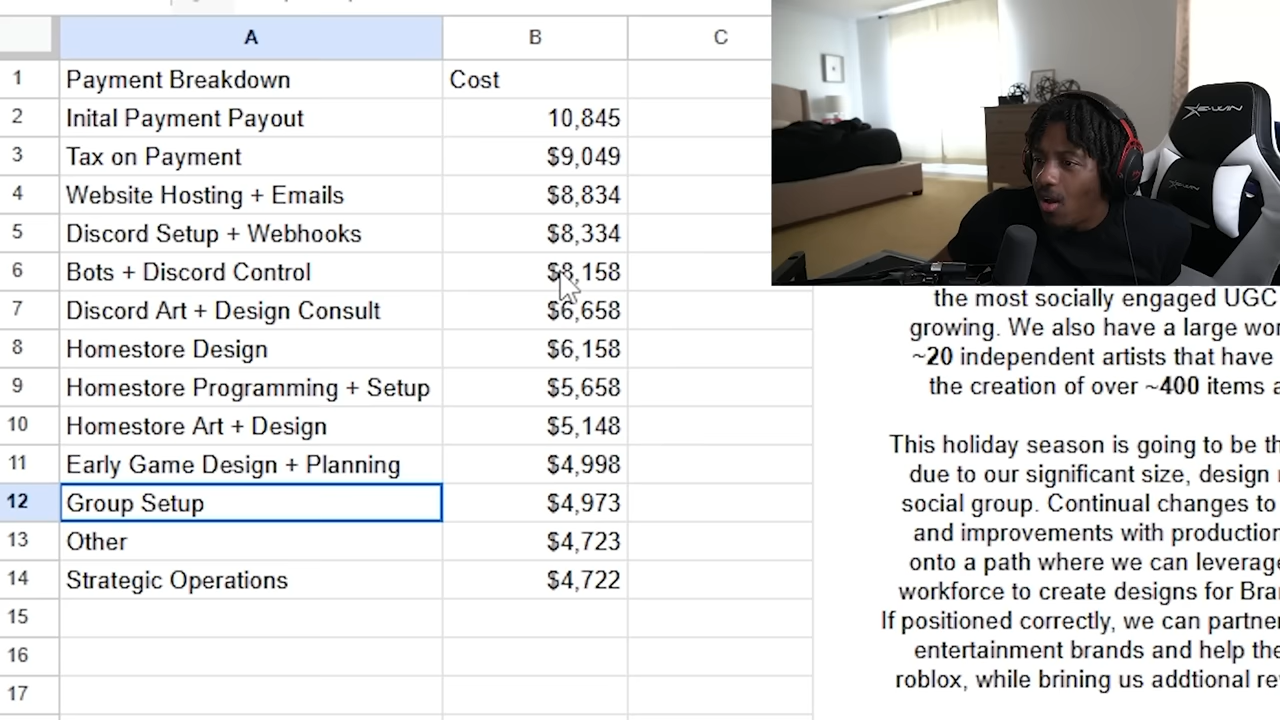 A B C
1 Payment Breakdown Cost
2 Inital Payment Payout 10,845
3 Tax on Payment $9,049
4 Website Hosting + Emails $8,834
5 Discord Setup + Webhooks $8,334
6 Bots + Discord Control $8,158
7 Discord Art + Design Consult $6,658
8 Homestore Design $6,158
9 Homestore Programming + Setup $5,658
10 Homestore Art + Design $5,148
11 Early Game Design + Planning $4,998
12 Group Setup $4,973
13 Other $4,723
14 Strategic Operations $4,722
15
16
17
E-WIN
E-WIN
the most socially engaged UGC
growing. We also have a large wor
~20 independent artists that have
the creation of over ~400 items a
This holiday season is going to be th
due to our significant size, design r
social group. Continual changes to
and improvements with production
onto a path where we can leverage
workforce to create designs for Bra
If positioned correctly, we can partner
entertainment brands and help the
roblox, while brining us addtional re